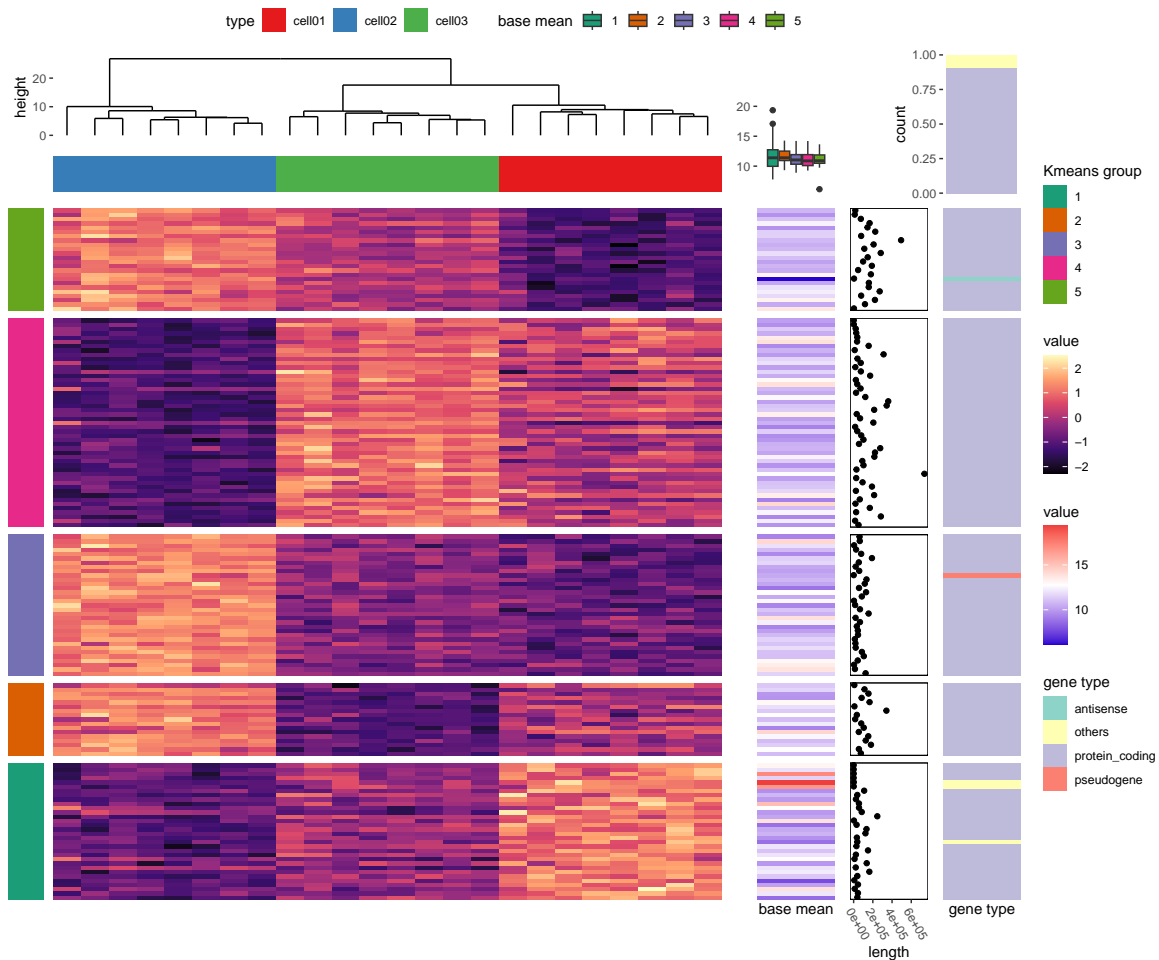 type cell01 cell02 cell03 base mean 1 2 3 4 5
height
20
10
0
20
15
10
count
1.00
0.75
0.50
0.25
0.00
Kmeans group
1
2
3
4
5
value
2
1
0
−1
−2
value
15
10
gene type
antisense
others
protein_coding
pseudogene
base mean
0e+00
2e+05
4e+05
6e+05
length
gene type